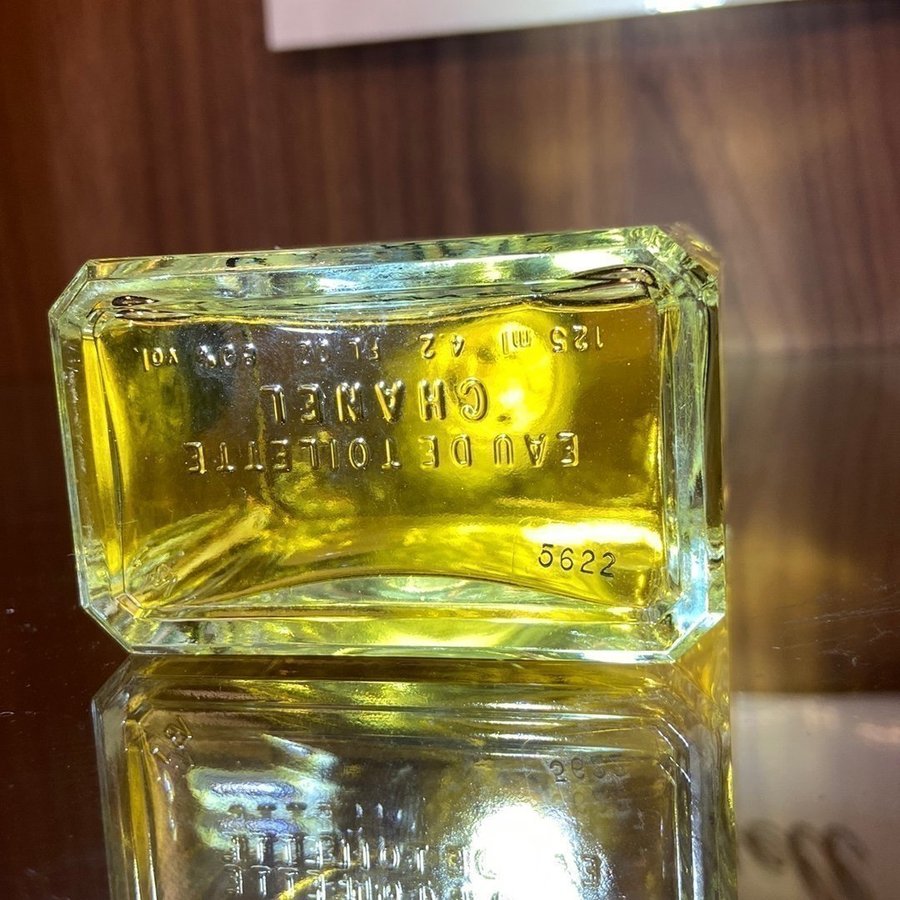 125 ml 4.2 FL OZ 80% vol.
CHANEL
EAU DE TOILETTE
5622